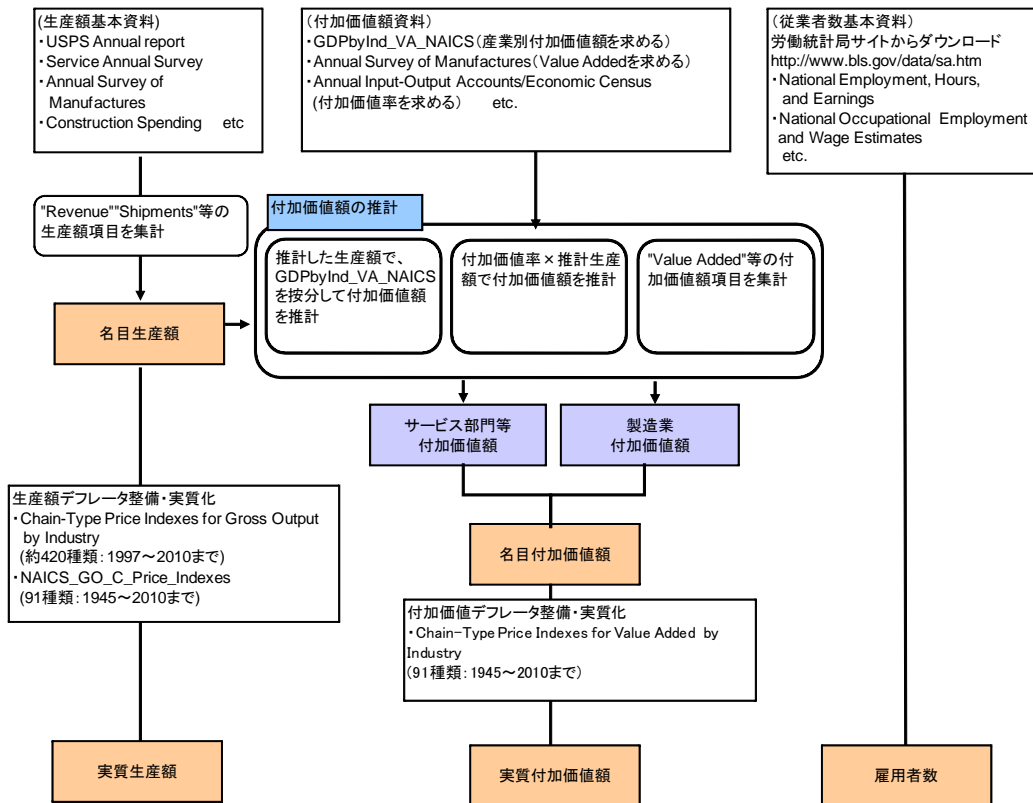 (生産額基本資料)
・USPS Annual report
・Service Annual Survey
・Annual Survey of
Manufactures
・Construction Spending etc
(付加価値額資料)
・GDPbyInd_VA_NAICS(産業別付加価値額を求める)
・Annual Survey of Manufactures(Value Addedを求める)
・Annual Input-Output Accounts/Economic Census
(付加価値率を求める) etc.
(従業者数基本資料)
労働統計局サイトからダウンロード
http://www.bls.gov/data/sa.htm
・National Employment, Hours,
and Earnings
・National Occupational Employment
and Wage Estimates
etc.
"Revenue""Shipments"等の
生産額項目を集計
付加価値額の推計
推計した生産額で、
GDPbyInd_VA_NAICS
を按分して付加価値額
を推計
付加価値率×推計生産
額で付加価値額を推計
"Value Added"等の付
加価値額項目を集計
名目生産額
サービス部門等
付加価値額
製造業
付加価値額
生産額デフレータ整備・実質化
・Chain-Type Price Indexes for Gross Output
by Industry
(約420種類：1997～2010まで)
・NAICS_GO_C_Price_Indexes
(91種類：1945～2010まで)
名目付加価値額
付加価値デフレータ整備・実質化
・Chain-Type Price Indexes for Value Added by
Industry
(91種類：1945～2010まで)
実質生産額
実質付加価値額
雇用者数